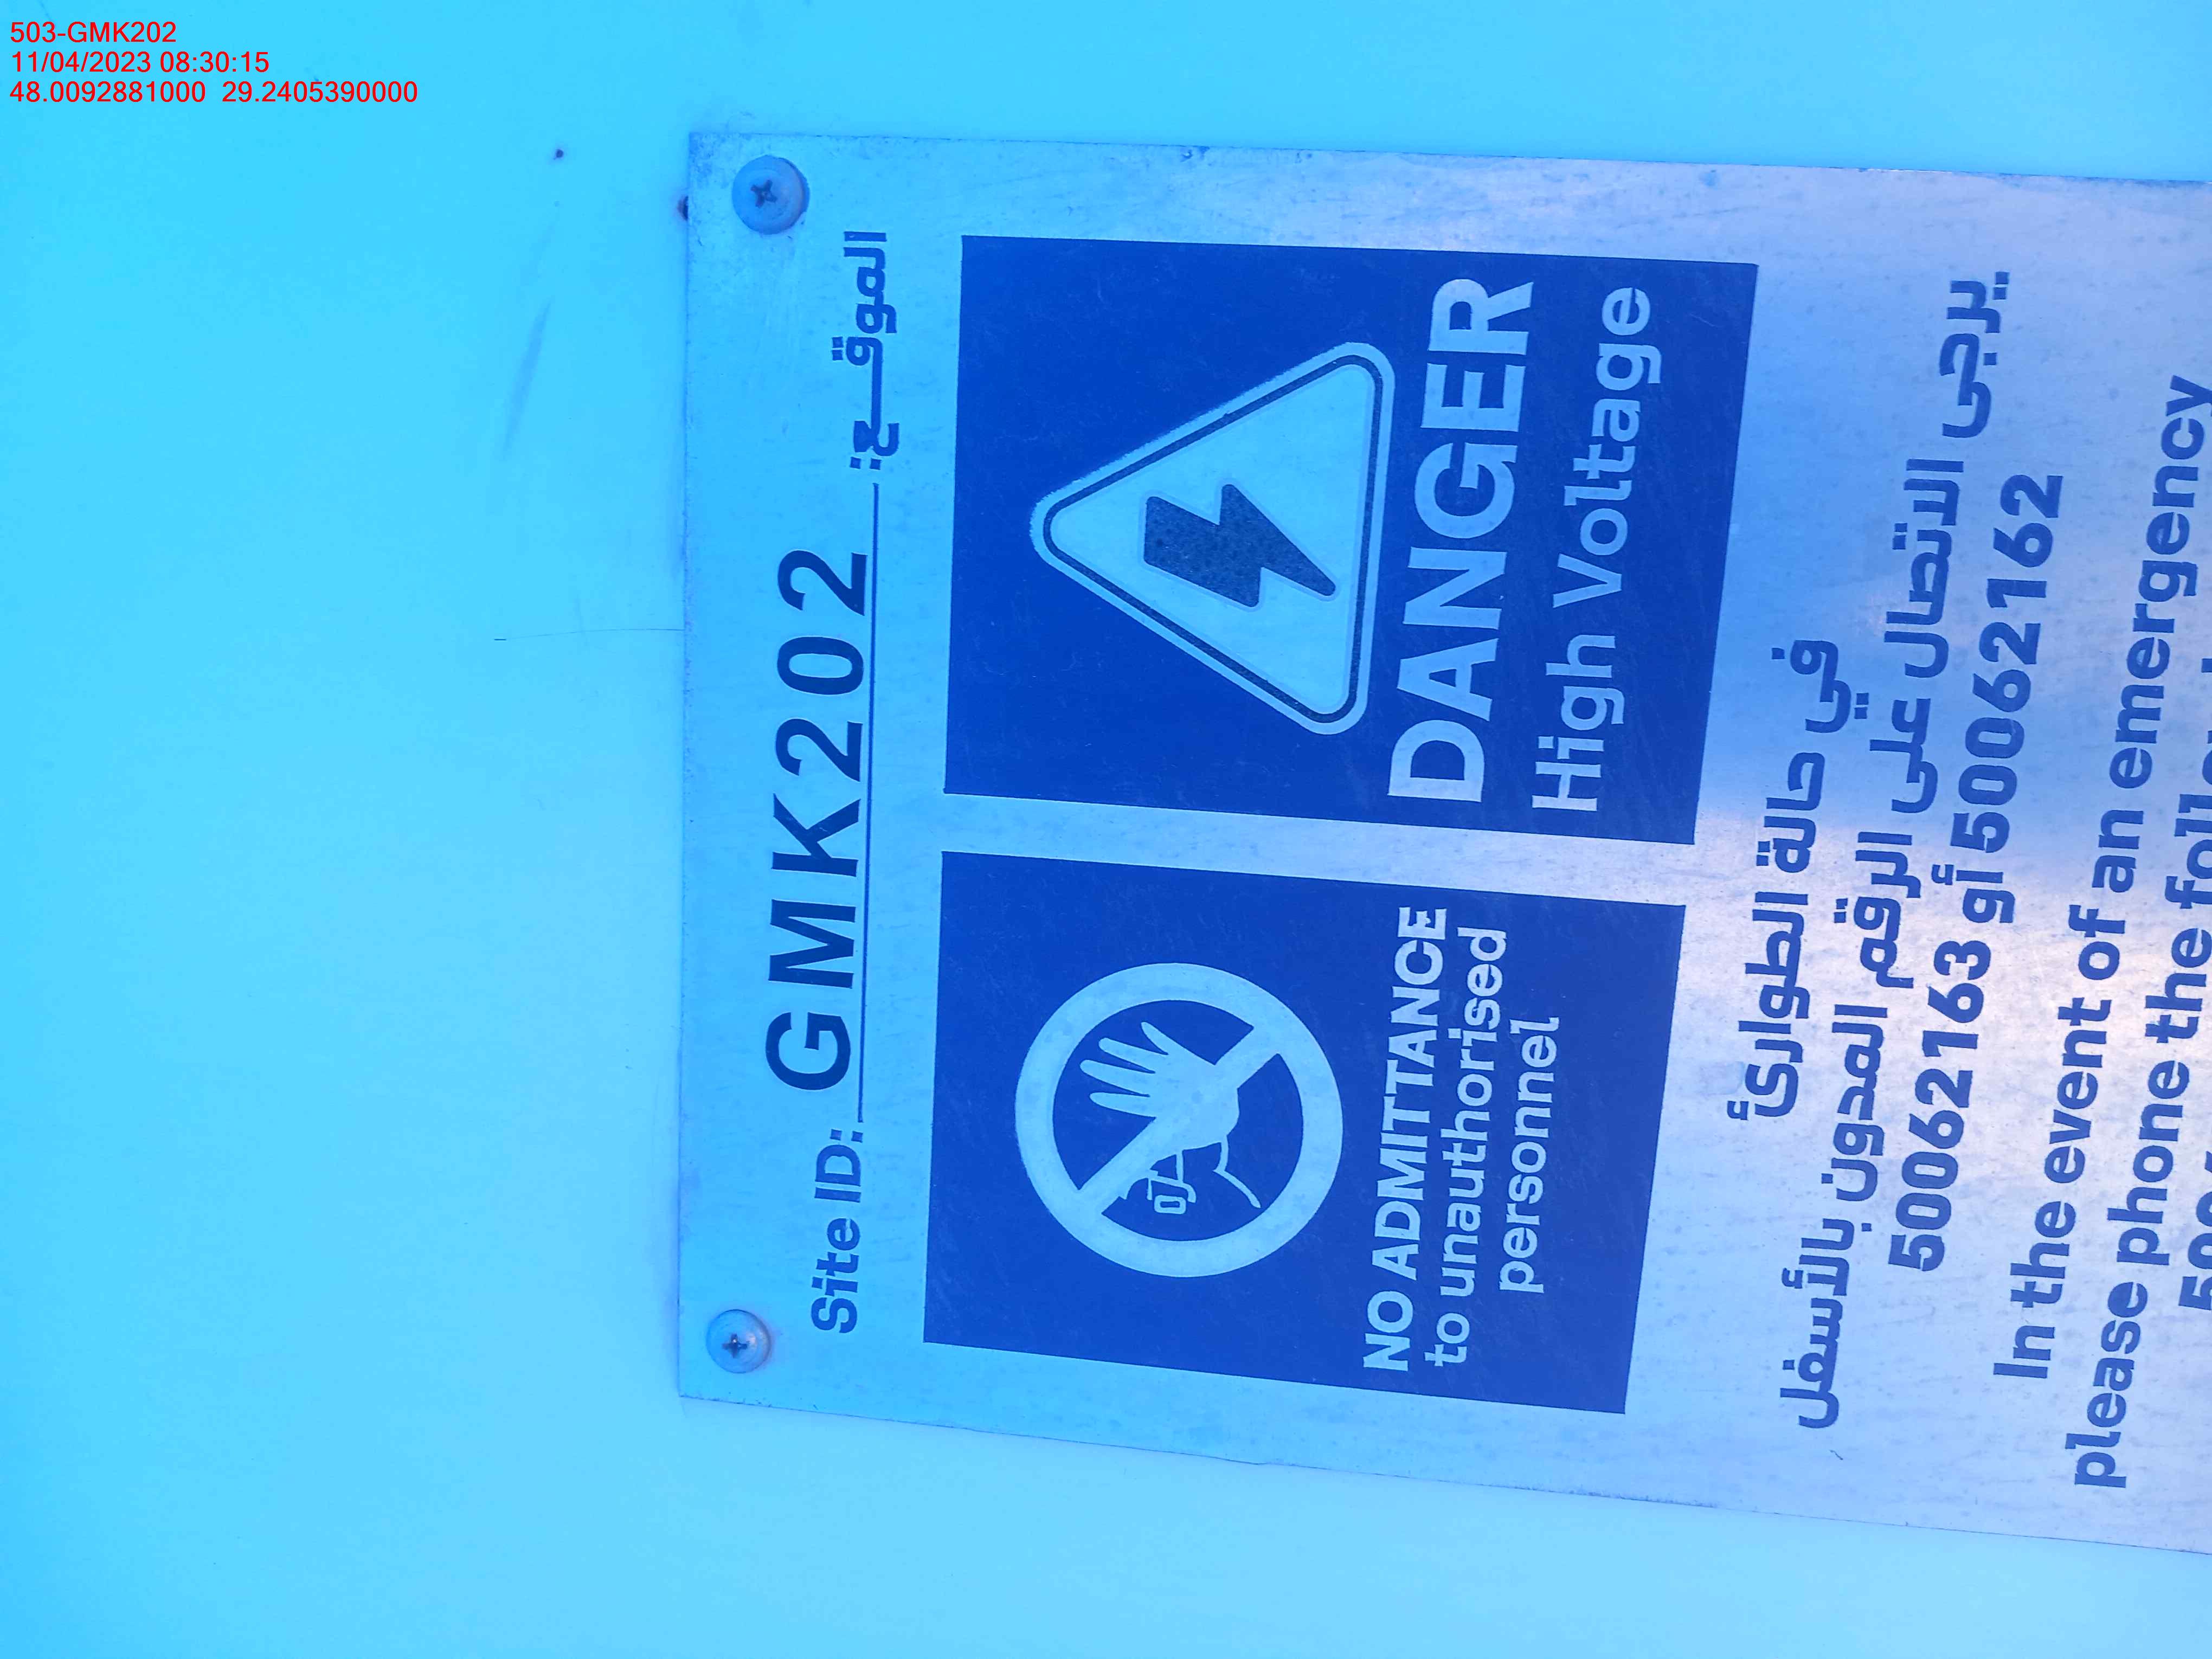 503-GMK202
11/04/2023 08:30:15
48.0092881000 29.2405390000
Site ID: GMK202 الموقع:
NO ADMITTANCE
to unauthorised
personnel
DANGER
High Voltage
في حالة الطوارئ
يرجى الاتصال على الرقم المدون بالأسفل
50062163 أو 50062162
In the event of an emergency
please phone the